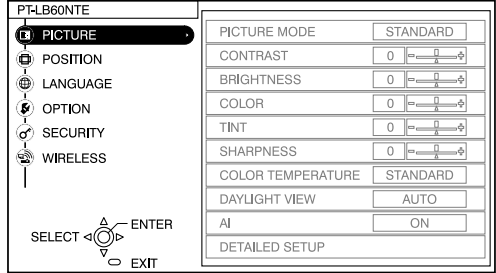 PT-LB60NTE
PICTURE
POSITION
LANGUAGE
OPTION
SECURITY
WIRELESS
SELECT
ENTER
EXIT
PICTURE MODE STANDARD
CONTRAST 0
BRIGHTNESS 0
COLOR 0
TINT 0
SHARPNESS 0
COLOR TEMPERATURE STANDARD
DAYLIGHT VIEW AUTO
AI ON
DETAILED SETUP